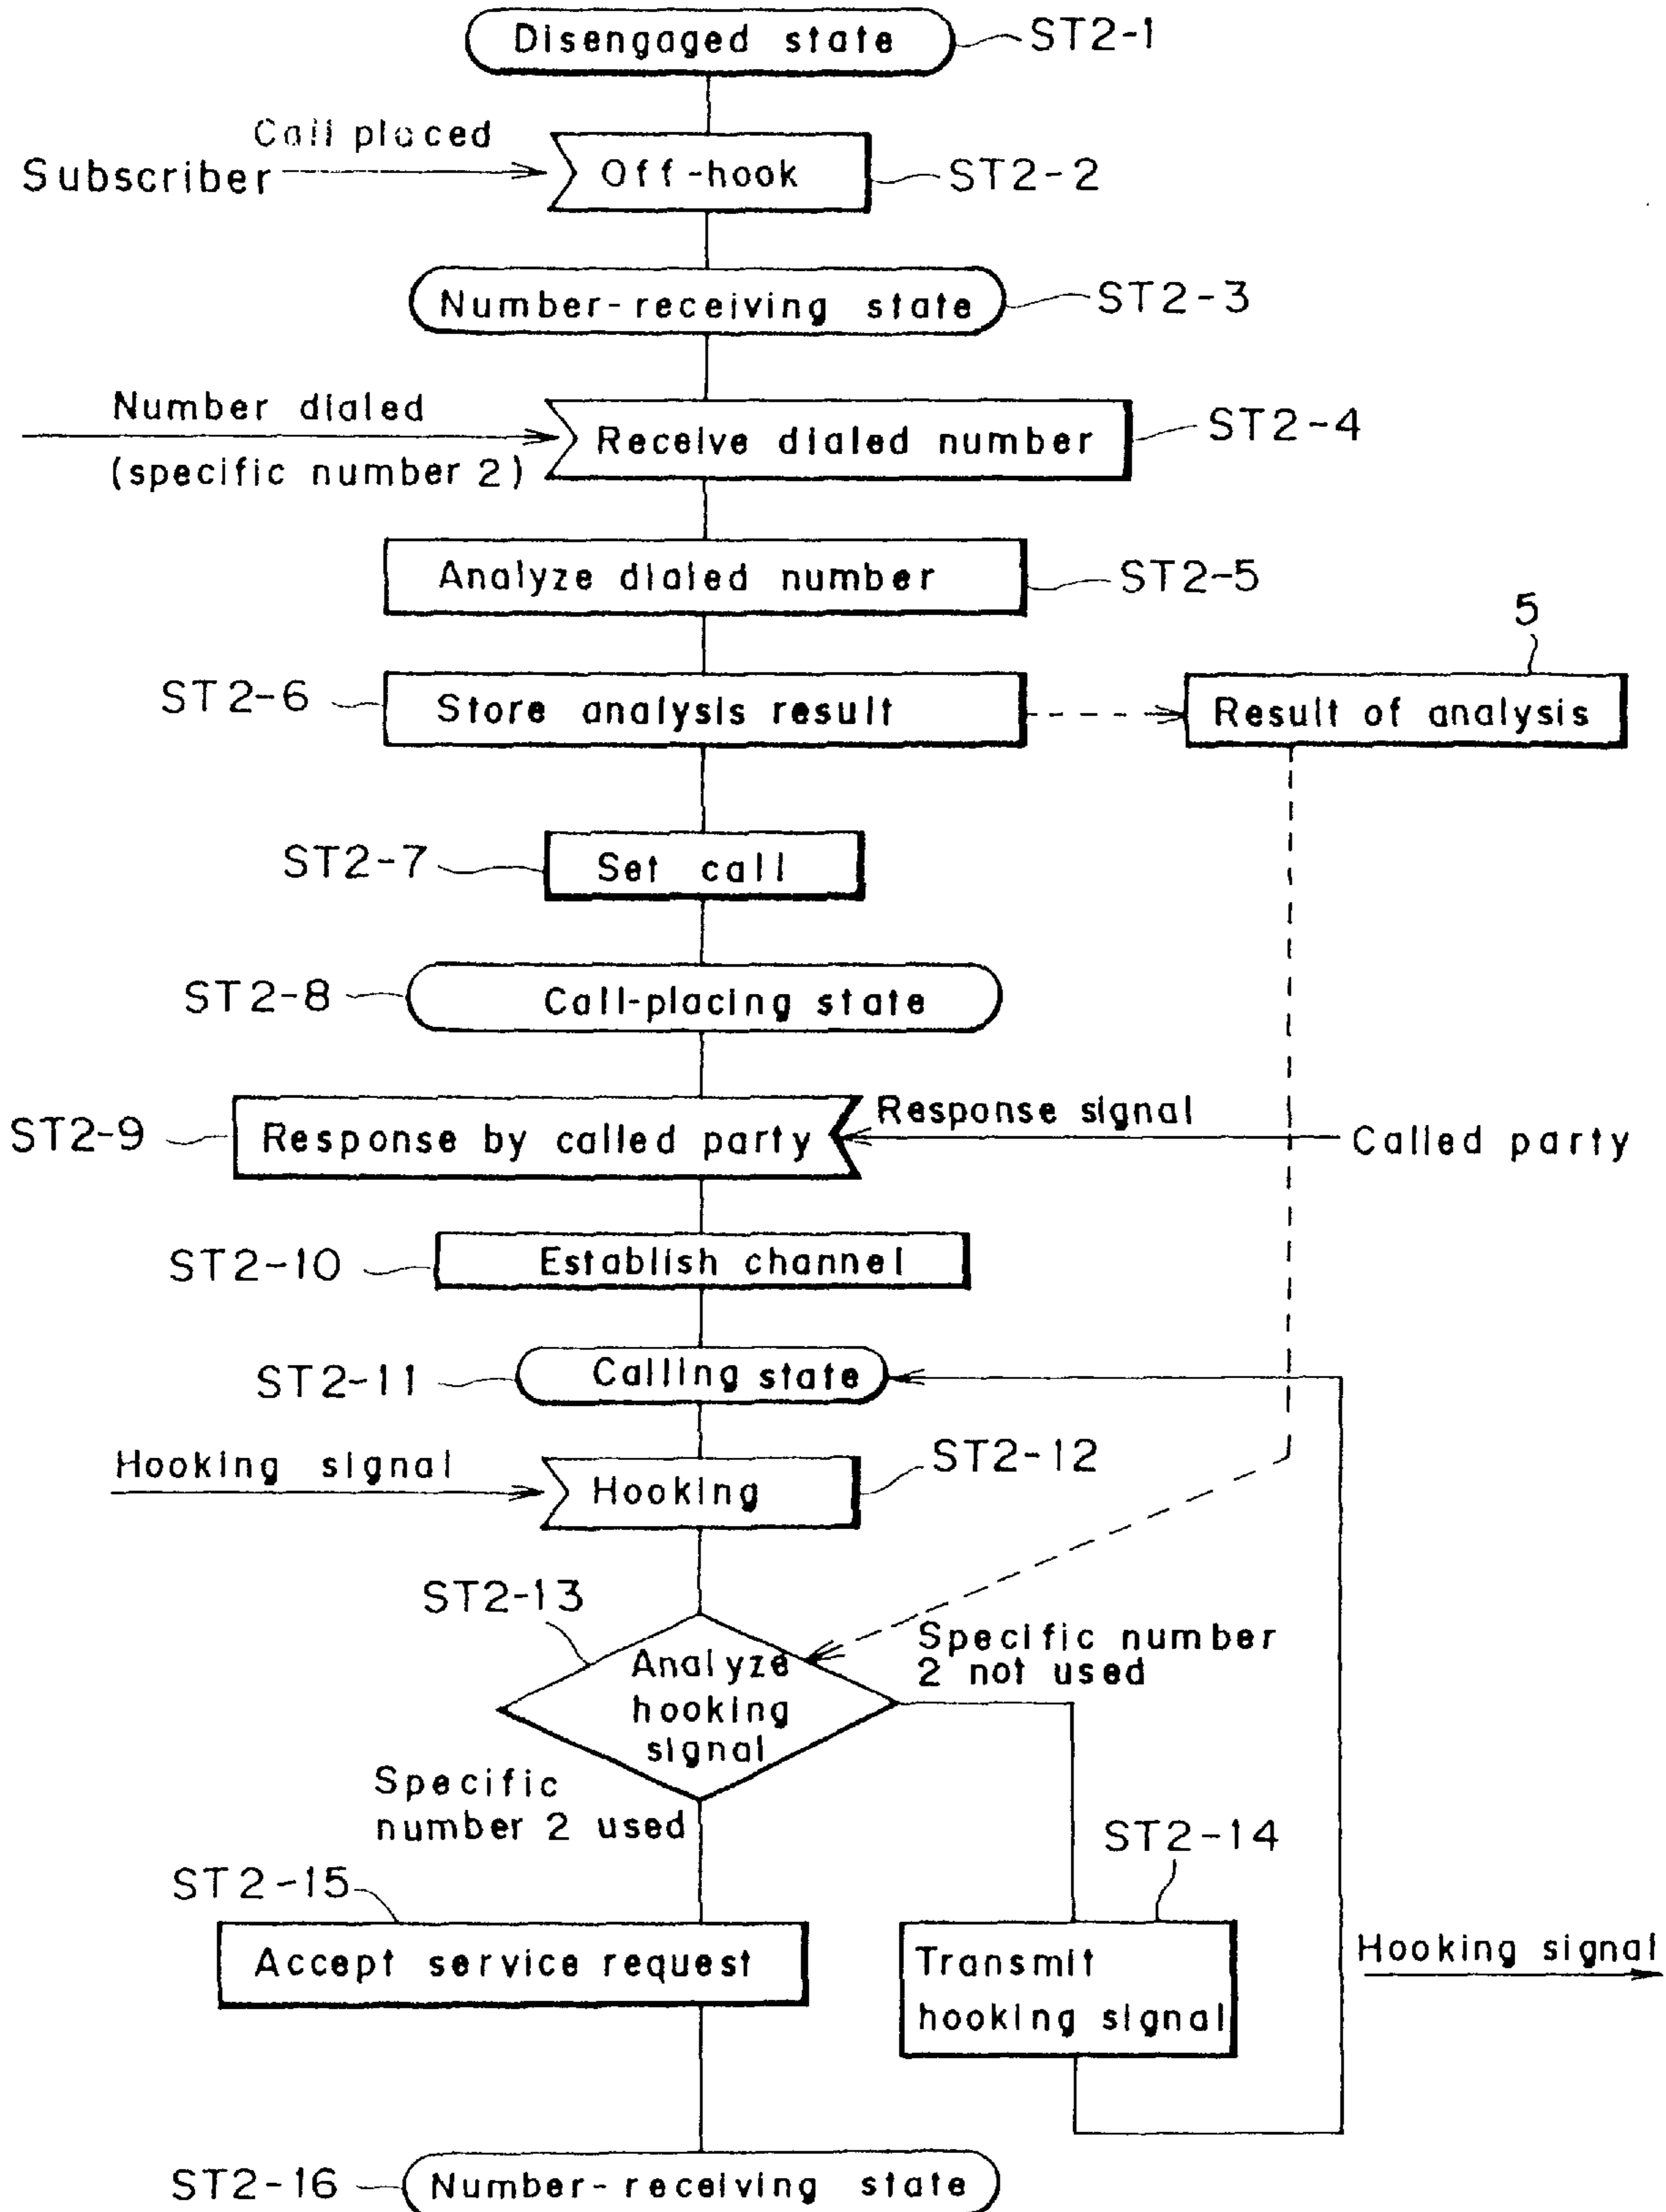 Disengaged state
ST2-1
Call placed
Subscriber
Off-hook
ST2-2
Number-receiving state
ST2-3
Number dialed
(specific number 2)
Receive dialed number
ST2-4
Analyze dialed number
ST2-5
5
ST2-6
Store analysis result
Result of analysis
ST2-7
Set call
ST2-8
Call-placing state
ST2-9
Response by called party
Response signal
Called party
ST2-10
Establish channel
ST2-11
Calling state
Hooking signal
Hooking
ST2-12
ST2-13
Analyze
hooking
signal
Specific number
2 not used
Specific
number 2 used
ST2-14
ST2-15
Accept service request
Transmit
hooking signal
Hooking signal
ST2-16
Number-receiving state